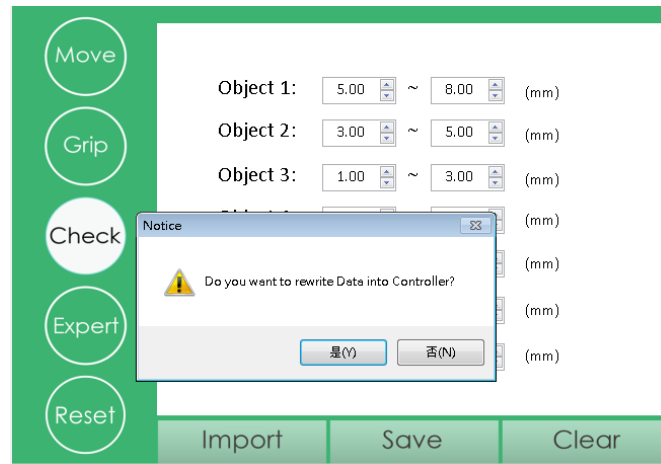 Move
Grip
Check
Expert
Reset
Object 1: 5.00 ~ 8.00 (mm)
Object 2: 3.00 ~ 5.00 (mm)
Object 3: 1.00 ~ 3.00 (mm)
(mm)
(mm)
(mm)
(mm)
Notice
Do you want to rewrite Data into Controller?
是(Y) 否(N)
Import Save Clear